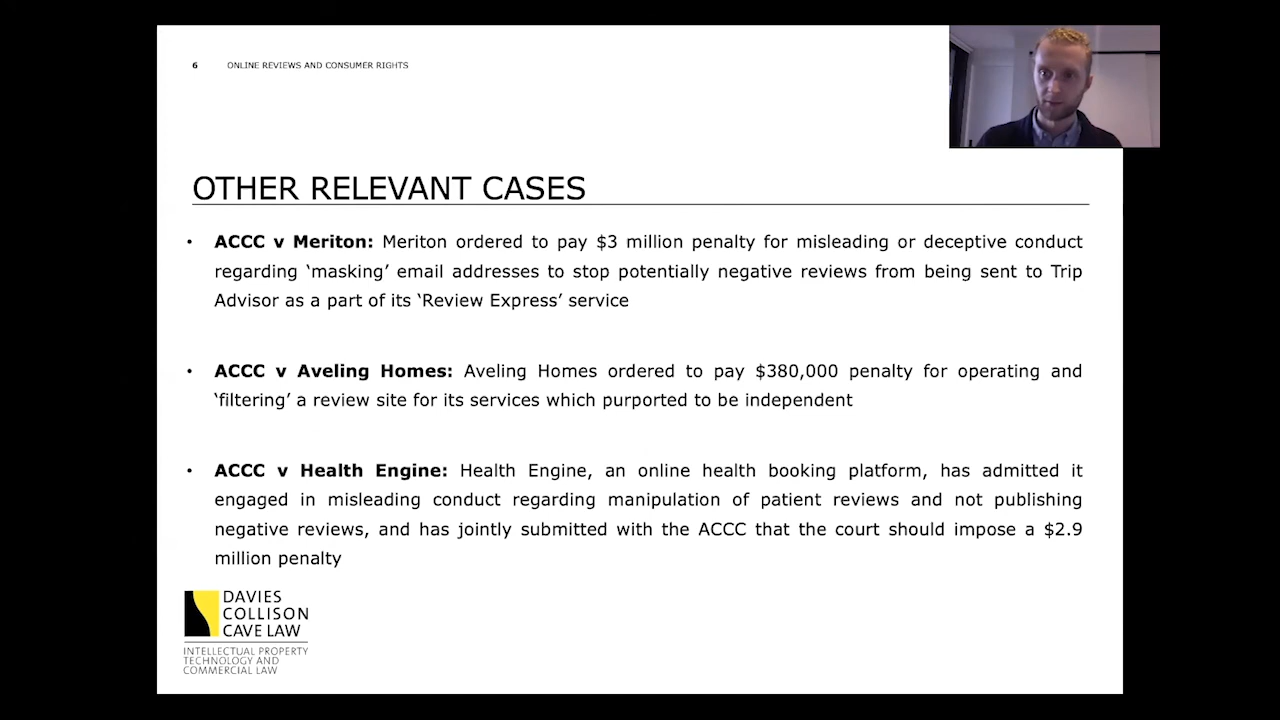 6 ONLINE REVIEWS AND CONSUMER RIGHTS
OTHER RELEVANT CASES
• ACCC v Meriton: Meriton ordered to pay $3 million penalty for misleading or deceptive conduct
regarding ‘masking’ email addresses to stop potentially negative reviews from being sent to Trip
Advisor as a part of its ‘Review Express’ service
• ACCC v Aveling Homes: Aveling Homes ordered to pay $380,000 penalty for operating and
‘filtering’ a review site for its services which purported to be independent
• ACCC v Health Engine: Health Engine, an online health booking platform, has admitted it
engaged in misleading conduct regarding manipulation of patient reviews and not publishing
negative reviews, and has jointly submitted with the ACCC that the court should impose a $2.9
million penalty
DAVIES
COLLISON
CAVE LAW
INTELLECTUAL PROPERTY
TECHNOLOGY AND
COMMERCIAL LAW